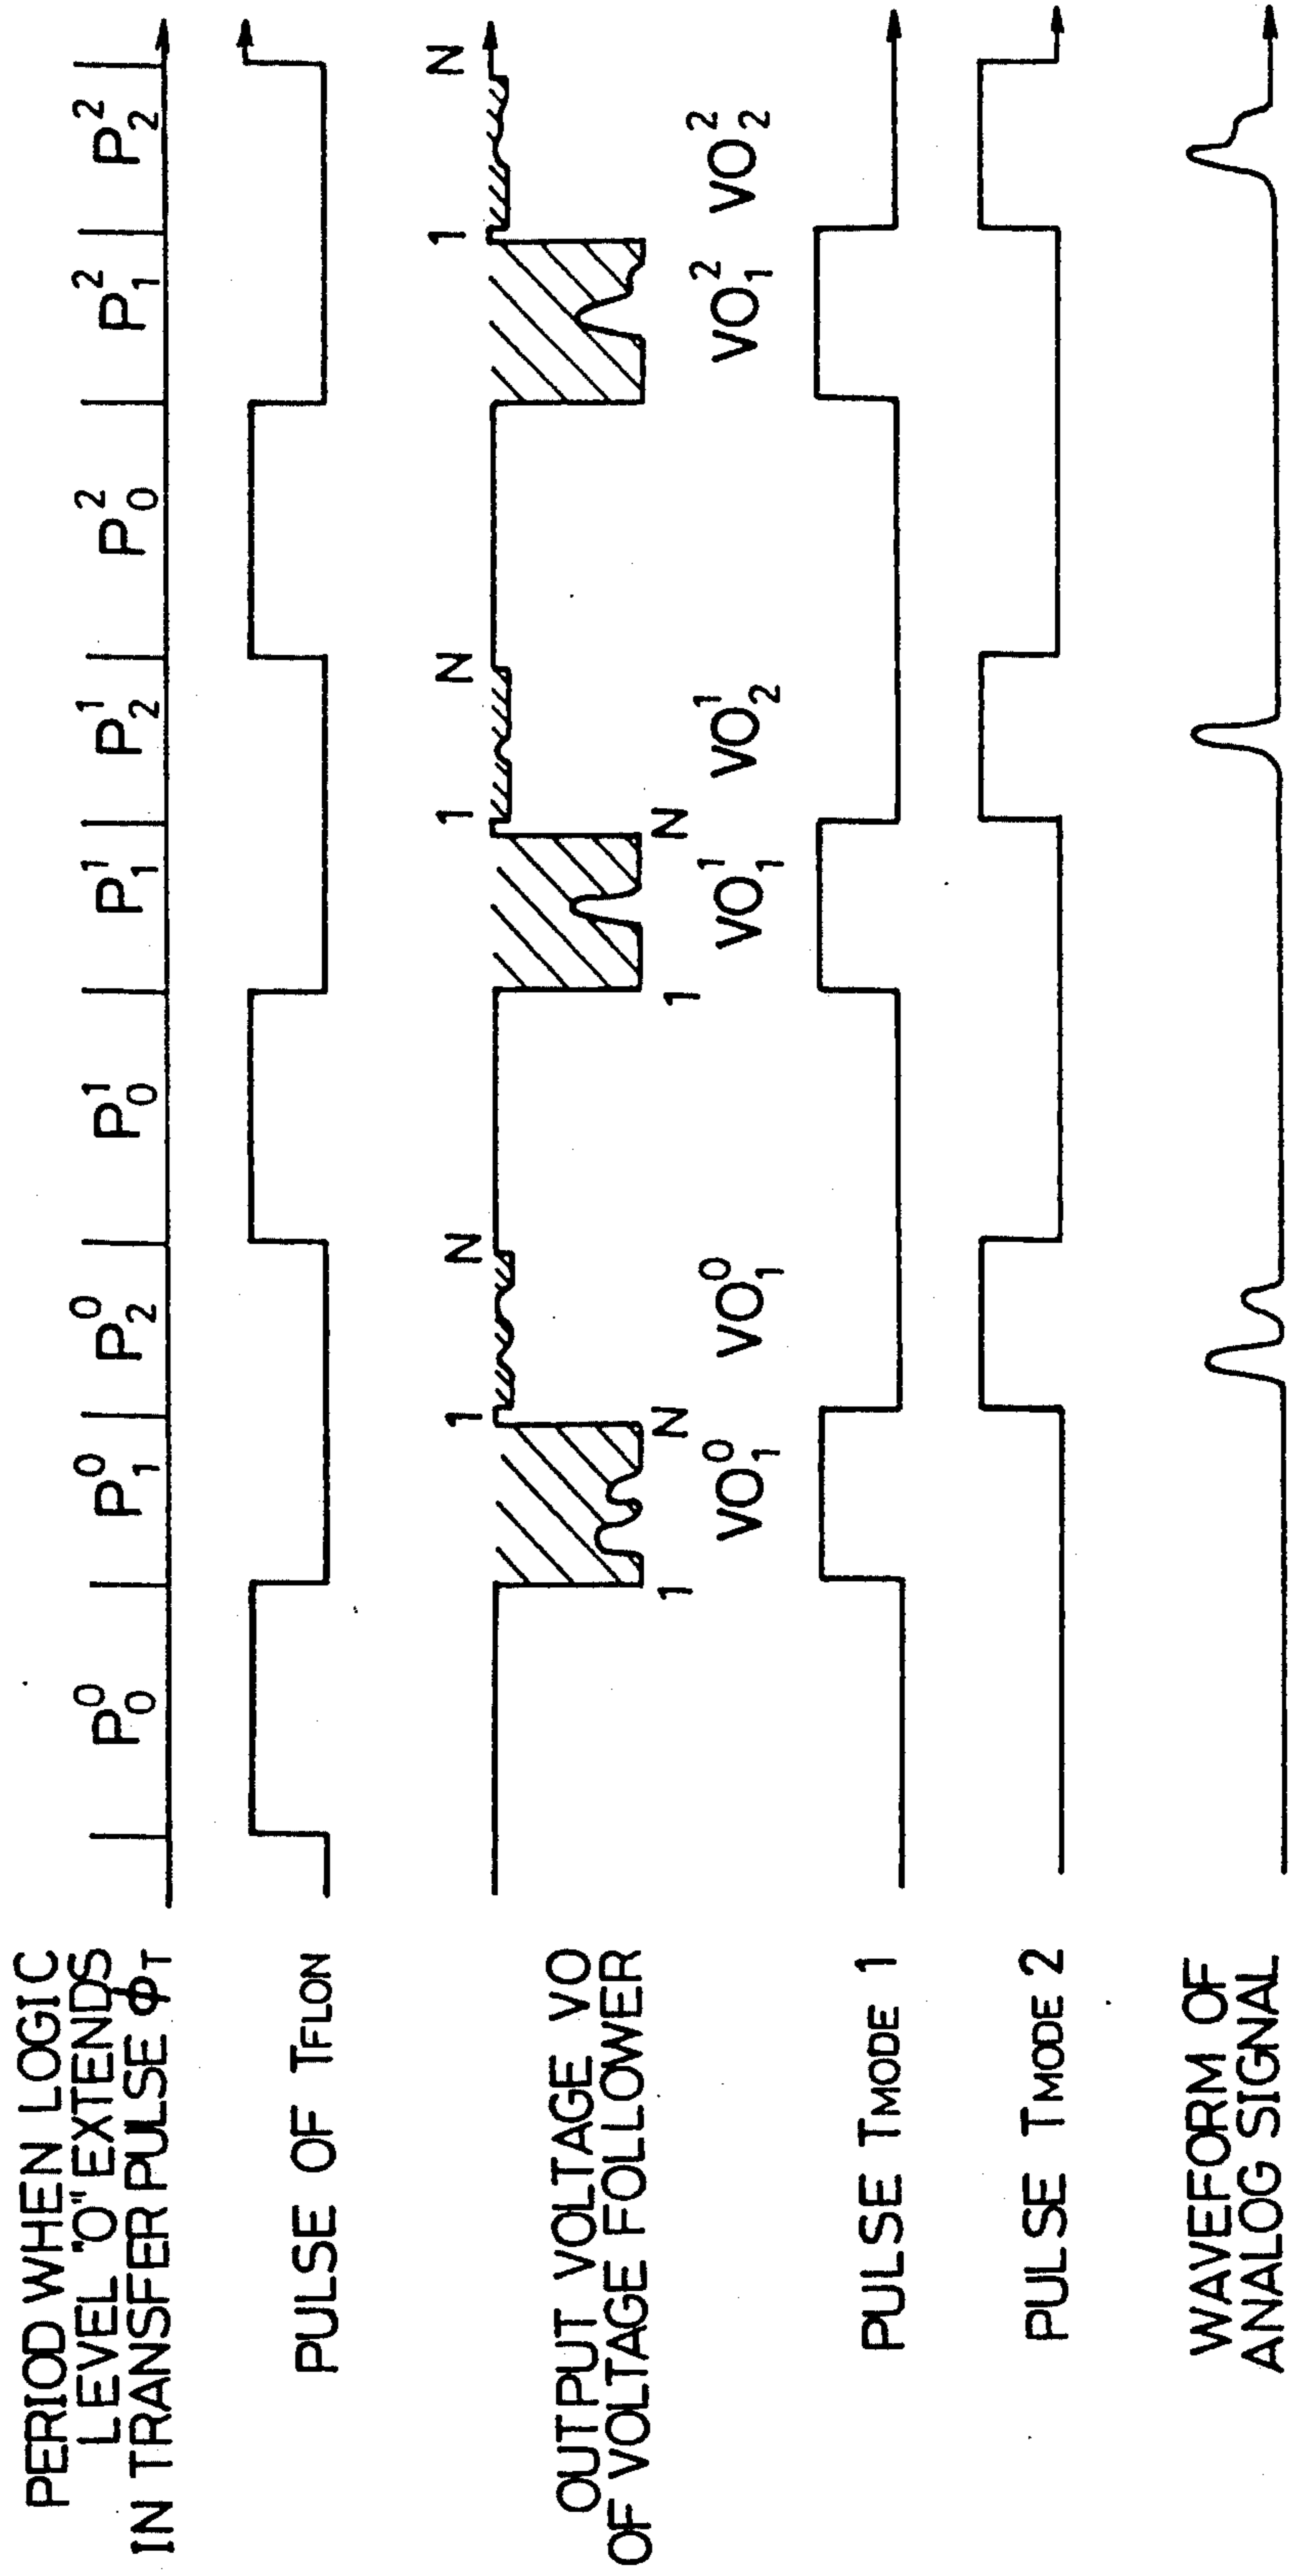 PERIOD WHEN LOGIC
LEVEL "O" EXTENDS
IN TRANSFER PULSE ϕT
P⁰₀ P⁰₁ P⁰₂ P¹₀ P¹₁ P¹₂ P²₀ P²₁ P²₂
PULSE OF TFLON
OUTPUT VOLTAGE VO
OF VOLTAGE FOLLOWER
1 N 1 N 1 N 1 N 1 N
VO⁰₁ VO⁰₁ VO¹₁ VO¹₂ VO²₁ VO²₂
PULSE TMODE 1
PULSE TMODE 2
WAVEFORM OF
ANALOG SIGNAL